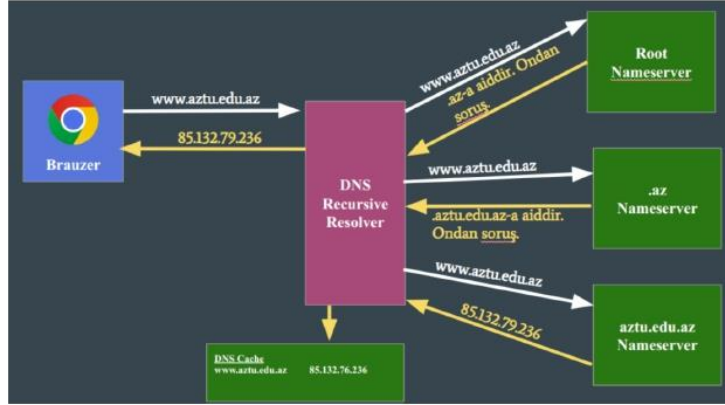 Brauzer
www.aztu.edu.az
85.132.79.236
DNS
Recursive
Resolver
www.aztu.edu.az
.az-a aiddir. Ondan
soruş.
Root
Nameserver
www.aztu.edu.az
.aztu.edu.az-a aiddir.
Ondan soruş.
.az
Nameserver
www.aztu.edu.az
85.132.79.236
aztu.edu.az
Nameserver
DNS Cache
www.aztu.edu.az 85.132.76.236